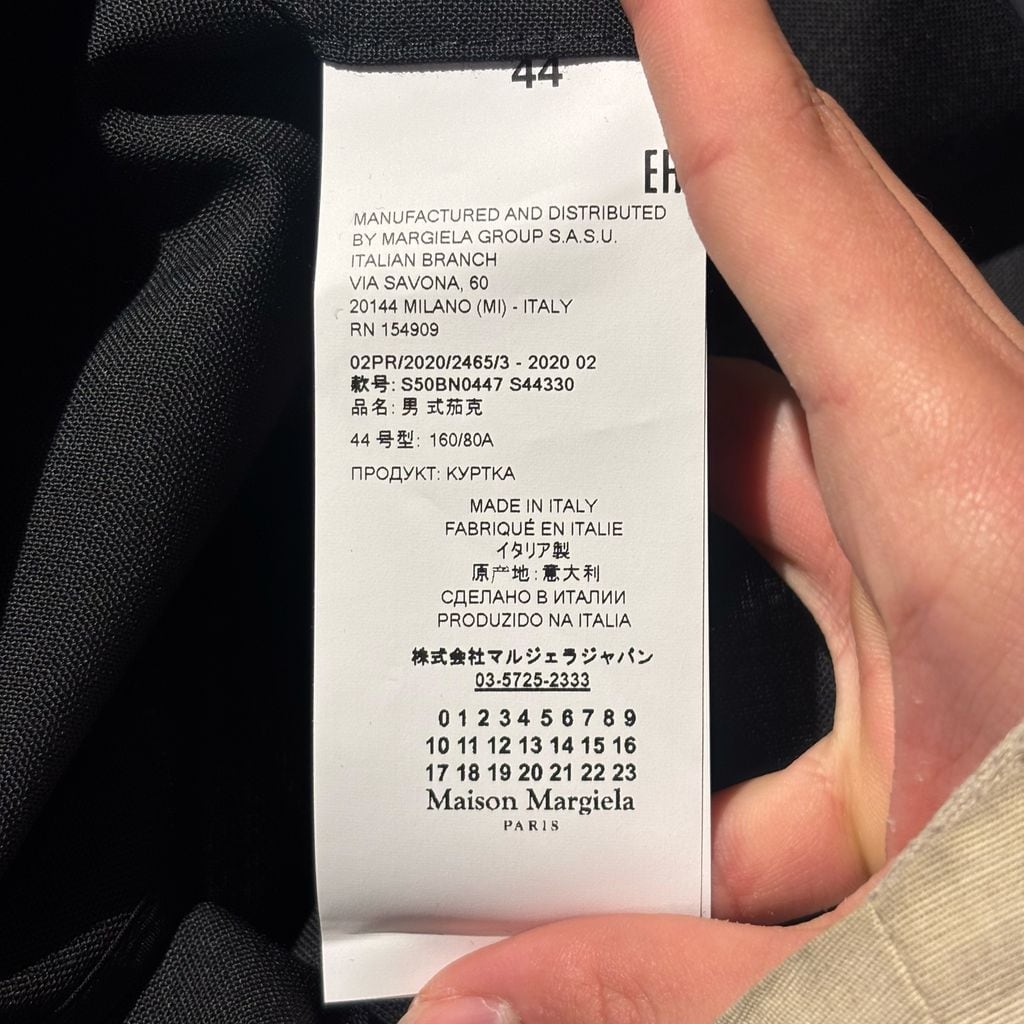 44
MANUFACTURED AND DISTRIBUTED
BY MARGIELA GROUP S.A.S.U.
ITALIAN BRANCH
VIA SAVONA, 60
20144 MILANO (MI) - ITALY
RN 154909
02PR/2020/2465/3 - 2020 02
款号: S50BN0447 S44330
品名: 男 式茄克
44 号型: 160/80A
ПРОДУКТ: КУРТКА
MADE IN ITALY
FABRIQUÉ EN ITALIE
イタリア製
原产地:意大利
СДЕЛАНО В ИТАЛИИ
PRODUZIDO NA ITALIA
株式会社マルジェラジャパン
03-5725-2333
0 1 2 3 4 5 6 7 8 9
10 11 12 13 14 15 16
17 18 19 20 21 22 23
Maison Margiela
PARIS